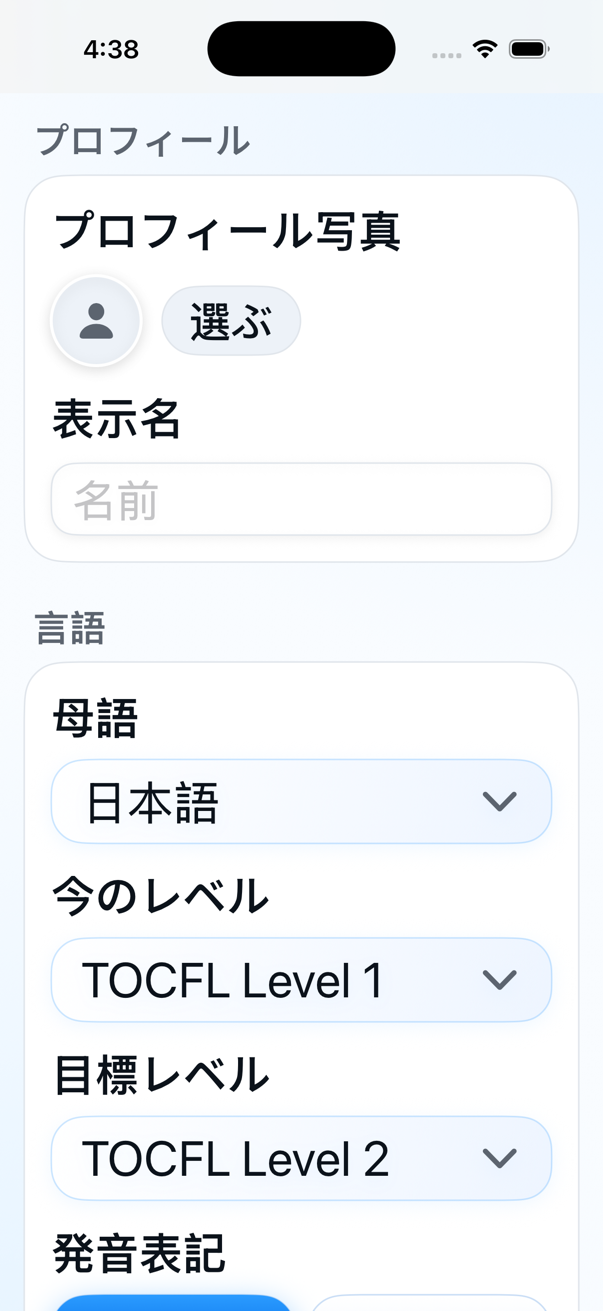 4:38
プロフィール
プロフィール写真
選ぶ
表示名
名前
言語
母語
日本語
今のレベル
TOCFL Level 1
目標レベル
TOCFL Level 2
発音表記